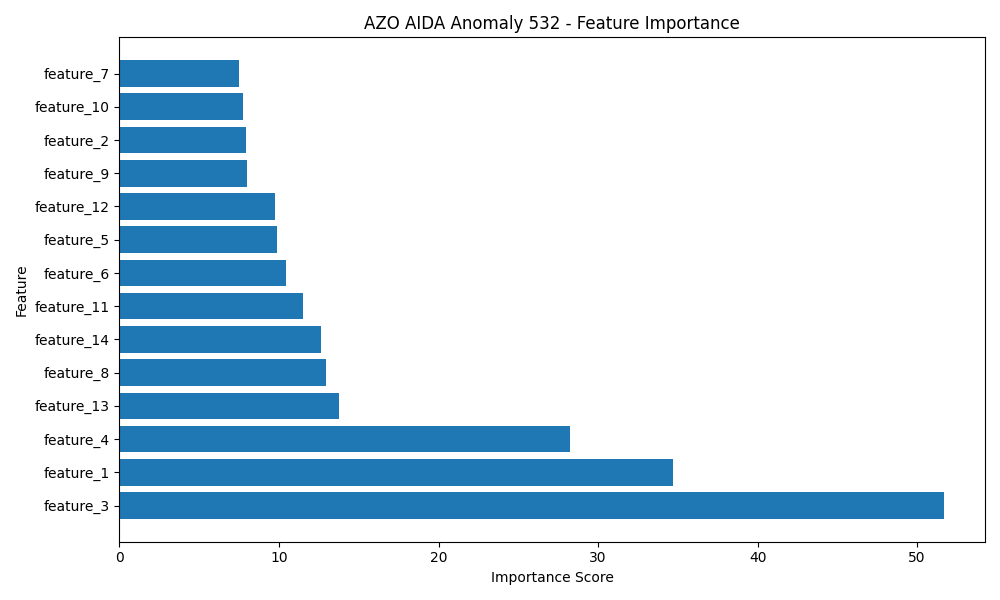 AZO AIDA Anomaly 532 - Feature Importance
feature_7
feature_10
feature_2
feature_9
feature_12
feature_5
feature_6
feature_11
feature_14
feature_8
feature_13
feature_4
feature_1
feature_3
Feature
0 10 20 30 40 50
Importance Score